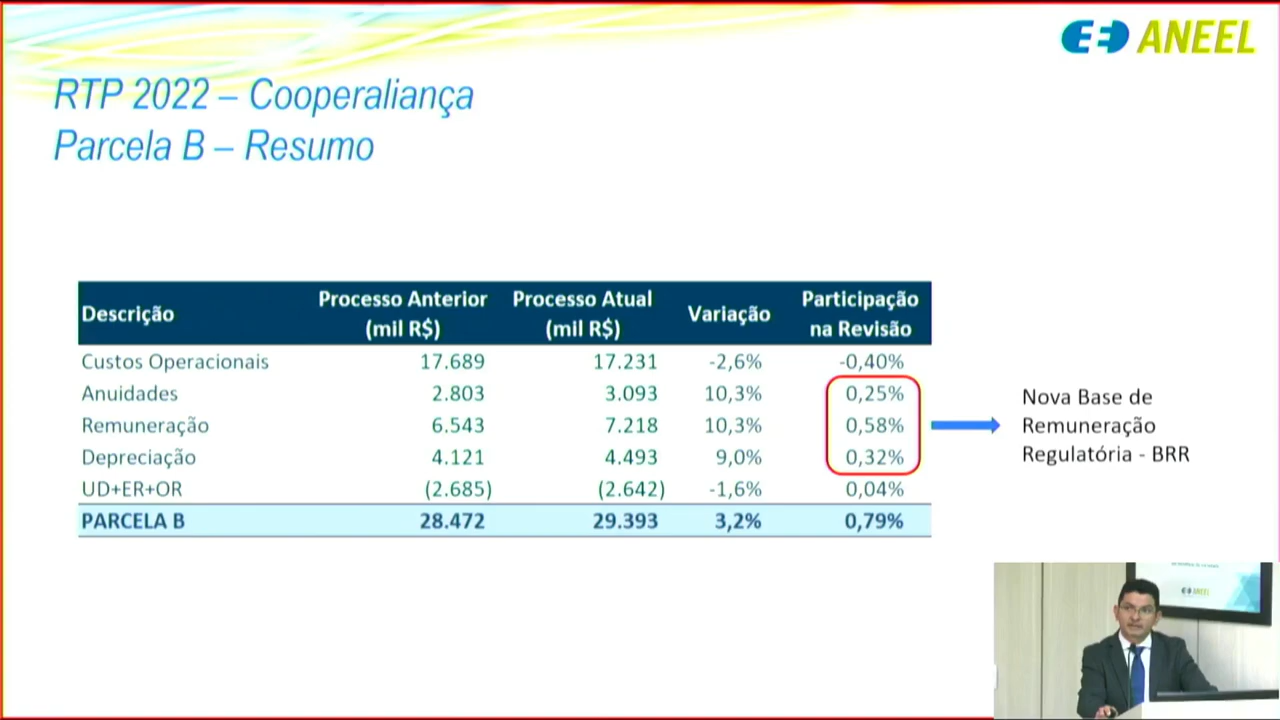 ANEEL
RTP 2022 – Cooperaliança
Parcela B – Resumo
Descrição Processo Anterior (mil R$) Processo Atual (mil R$) Variação Participação na Revisão
Custos Operacionais 17.689 17.231 -2,6% -0,40%
Anuidades 2.803 3.093 10,3% 0,25%
Remuneração 6.543 7.218 10,3% 0,58%
Depreciação 4.121 4.493 9,0% 0,32%
UD+ER+OR (2.685) (2.642) -1,6% 0,04%
PARCELA B 28.472 29.393 3,2% 0,79%
Nova Base de
Remuneração
Regulatória - BRR
ANEEL